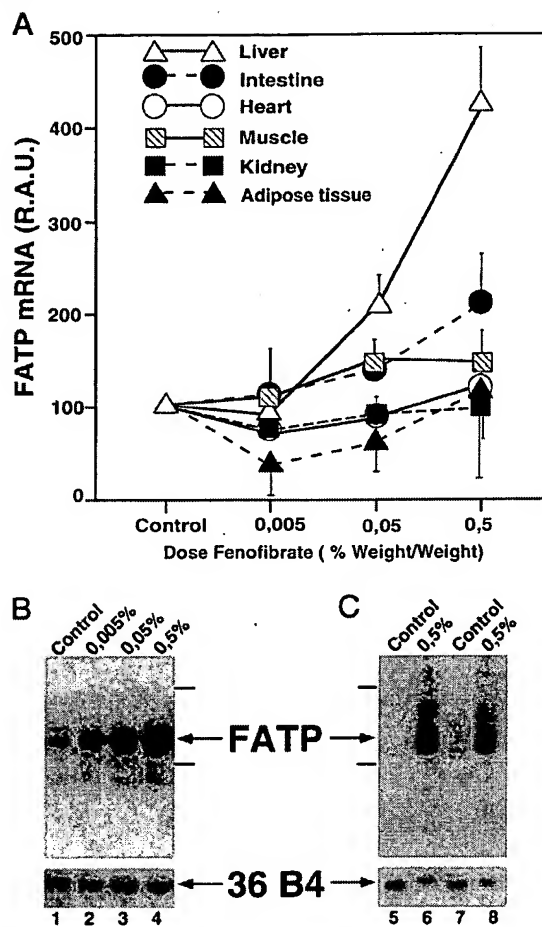 A
500
400
300
200
100
0
FATP mRNA (R.A.U.)
Liver
Intestine
Heart
Muscle
Kidney
Adipose tissue
Control 0,005 0,05 0,5
Dose Fenofibrate ( % Weight/Weight)
B
Control 0,005% 0,05% 0,5%
C
Control 0,5% Control 0,5%
FATP
36 B4
1 2 3 4
5 6 7 8